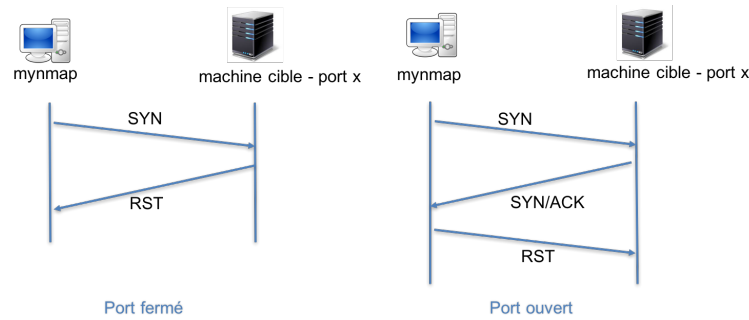 mynmap
machine cible - port x
SYN
RST
Port fermé
mynmap
machine cible - port x
SYN
SYN/ACK
RST
Port ouvert